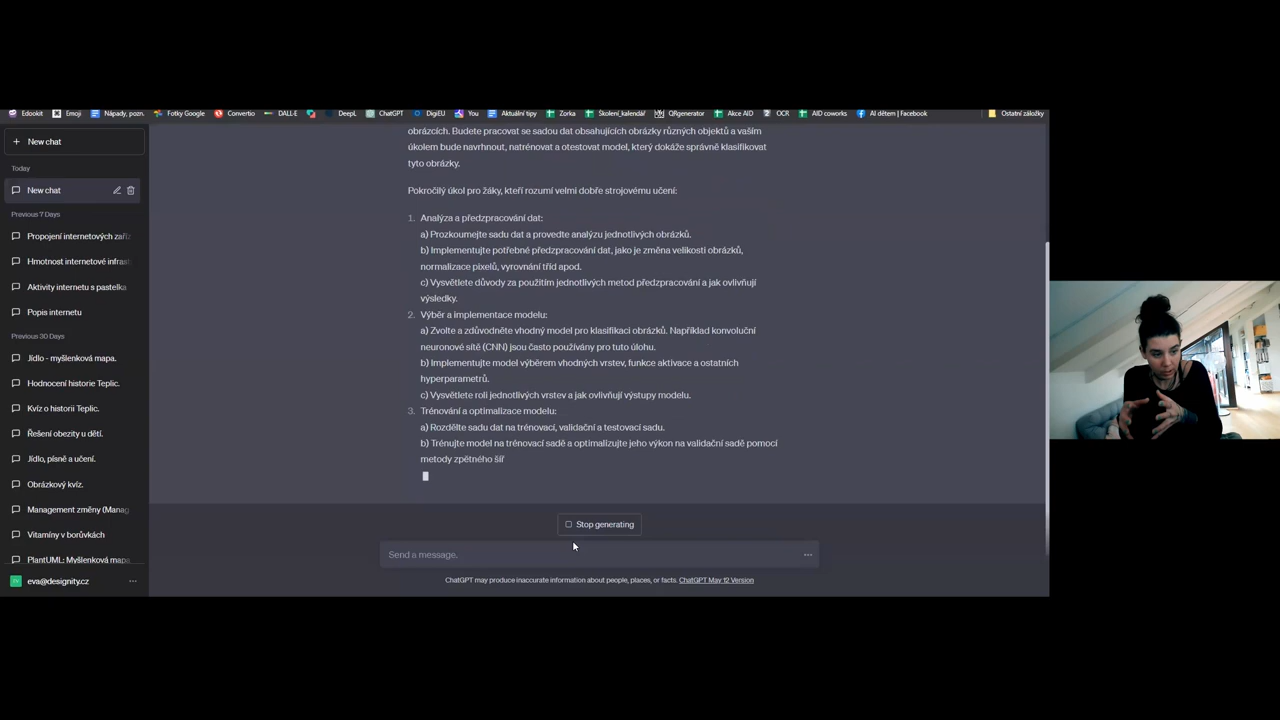 Edookit Emoji Nápady, pozn. Fotky Google Convertio DALL-E DeepL ChatGPT DigiEU You Aktuální tipy Zorka Školení_kalendář QRgenerator Akce AID OCR AID coworks AI dětem | Facebook Ostatní záložky
New chat
Today
New chat
Previous 7 Days
Propojení internetových zaří
Hmotnost internetové infras
Aktivity internetu s pastelka
Popis internetu
Previous 30 Days
Jídlo - myšlenková mapa.
Hodnocení historie Teplic.
Kvíz o historii Teplic.
Řešení obezity u dětí.
Jídlo, písně a učení.
Obrázkový kvíz.
Management změny (Manag
Vitamíny v borůvkách
PlantUML: Myšlenková mapa
eva@designity.cz
obrázcích. Budete pracovat se sadou dat obsahujících obrázky různých objektů a vaším
úkolem bude navrhnout, natrénovat a otestovat model, který dokáže správně klasifikovat
tyto obrázky.
Pokročilý úkol pro žáky, kteří rozumí velmi dobře strojovému učení:
1. Analýza a předzpracování dat:
a) Prozkoumejte sadu dat a proveďte analýzu jednotlivých obrázků.
b) Implementujte potřebné předzpracování dat, jako je změna velikosti obrázků,
normalizace pixelů, vyrovnání tříd apod.
c) Vysvětlete důvody za použitím jednotlivých metod předzpracování a jak ovlivňují
výsledky.
2. Výběr a implementace modelu:
a) Zvolte a zdůvodněte vhodný model pro klasifikaci obrázků. Například konvoluční
neuronové sítě (CNN) jsou často používány pro tuto úlohu.
b) Implementujte model výběrem vhodných vrstev, funkce aktivace a ostatních
hyperparametrů.
c) Vysvětlete roli jednotlivých vrstev a jak ovlivňují výstupy modelu.
3. Trénování a optimalizace modelu:
a) Rozdělte sadu dat na trénovací, validační a testovací sadu.
b) Trénujte model na trénovací sadě a optimalizujte jeho výkon na validační sadě pomocí
metody zpětného šíř
Stop generating
Send a message.
ChatGPT may produce inaccurate information about people, places, or facts. ChatGPT May 12 Version